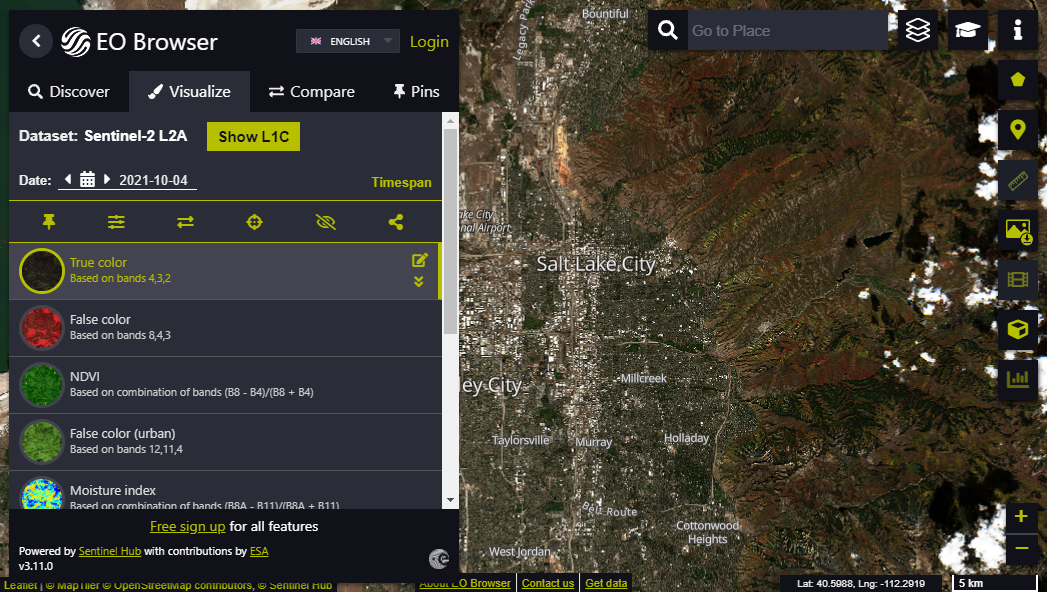 EO Browser
ENGLISH
Login
Go to Place
Discover
Visualize
Compare
Pins
Dataset: Sentinel-2 L2A
Show L1C
Date:
2021-10-04
Timespan
True color
Based on bands 4,3,2
False color
Based on bands 8,4,3
NDVI
Based on combination of bands (B8 - B4)/(B8 + B4)
False color (urban)
Based on bands 12,11,4
Moisture index
Based on combination of bands (B8A - B11)/(B8A + B11)
Free sign up for all features
Powered by Sentinel Hub with contributions by ESA
v3.11.0
Bountiful
Legacy Park
ake City
nal Airport
Salt Lake City
ley City
Millcreek
Taylorsville
Murray
Holladay
Belt Route
Cottonwood
Heights
West Jordan
Leaflet | © MapTiler © OpenStreetMap contributors, © Sentinel Hub
About EO Browser
Contact us
Get data
Lat: 40.5988, Lng: -112.2919
5 km